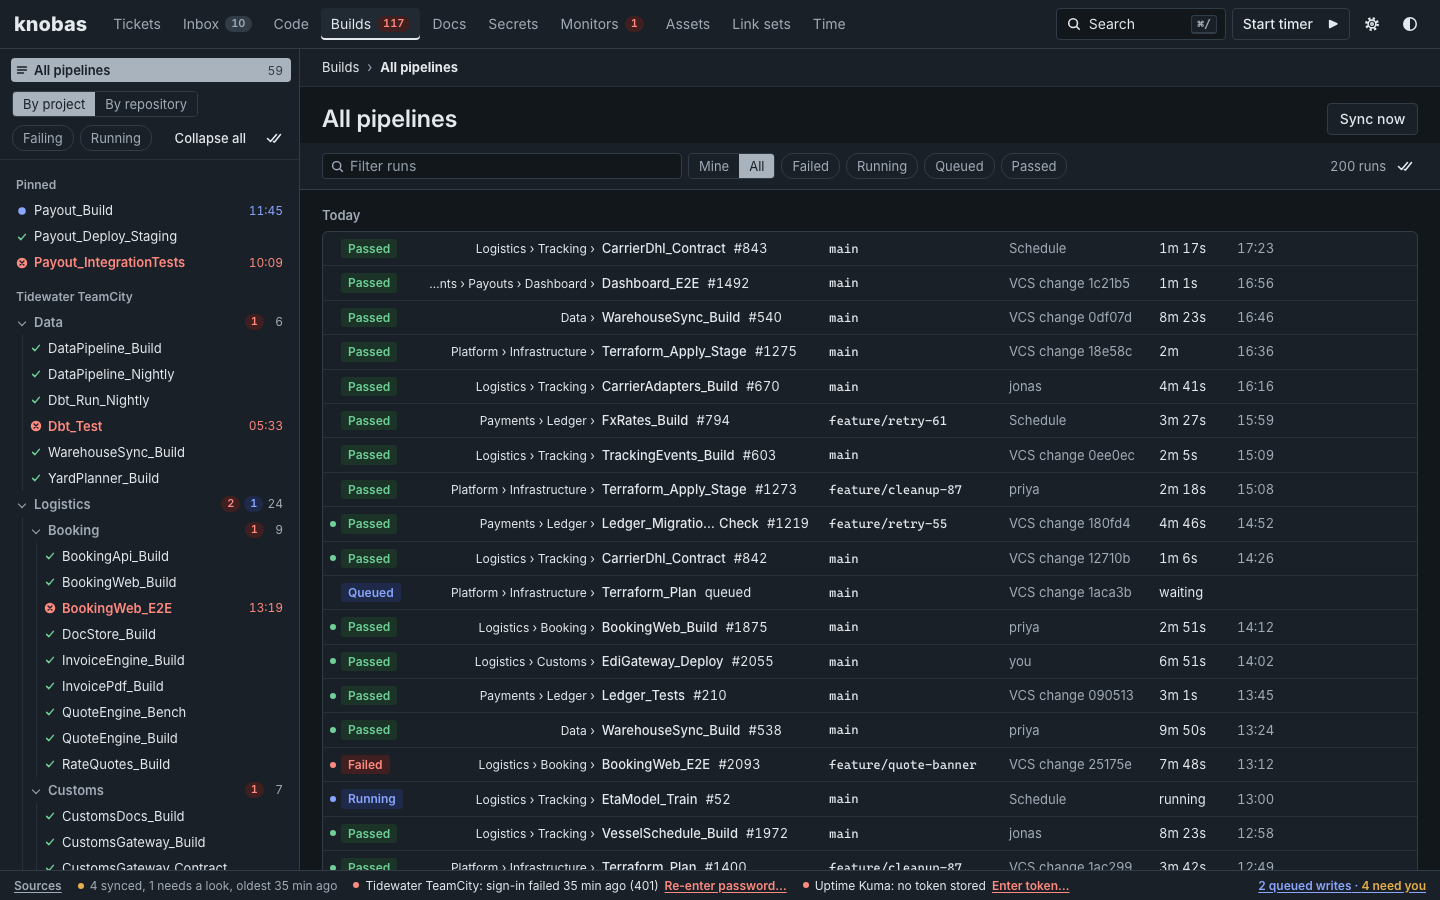 knobas Tickets Inbox 10 Code Builds 117 Docs Secrets Monitors 1 Assets Link sets Time Search ⌘/ Start timer
All pipelines 59
By project By repository
Failing Running Collapse all
Pinned
Payout_Build 11:45
Payout_Deploy_Staging
Payout_IntegrationTests 10:09
Tidewater TeamCity
Data 1 6
DataPipeline_Build
DataPipeline_Nightly
Dbt_Run_Nightly
Dbt_Test 05:33
WarehouseSync_Build
YardPlanner_Build
Logistics 2 1 24
Booking 1 9
BookingApi_Build
BookingWeb_Build
BookingWeb_E2E 13:19
DocStore_Build
InvoiceEngine_Build
InvoicePdf_Build
QuoteEngine_Bench
QuoteEngine_Build
RateQuotes_Build
Customs 1 7
CustomsDocs_Build
CustomsGateway_Build
CustomsGateway_Contract
Builds › All pipelines
All pipelines Sync now
Filter runs Mine All Failed Running Queued Passed 200 runs
Today
Passed Logistics › Tracking › CarrierDhl_Contract #843 main Schedule 1m 17s 17:23
Passed …nts › Payouts › Dashboard › Dashboard_E2E #1492 main VCS change 1c21b5 1m 1s 16:56
Passed Data › WarehouseSync_Build #540 main VCS change 0df07d 8m 23s 16:46
Passed Platform › Infrastructure › Terraform_Apply_Stage #1275 main VCS change 18e58c 2m 16:36
Passed Logistics › Tracking › CarrierAdapters_Build #670 main jonas 4m 41s 16:16
Passed Payments › Ledger › FxRates_Build #794 feature/retry-61 Schedule 3m 27s 15:59
Passed Logistics › Tracking › TrackingEvents_Build #603 main VCS change 0ee0ec 2m 5s 15:09
Passed Platform › Infrastructure › Terraform_Apply_Stage #1273 feature/cleanup-87 priya 2m 18s 15:08
Passed Payments › Ledger › Ledger_Migratio… Check #1219 feature/retry-55 VCS change 180fd4 4m 46s 14:52
Passed Logistics › Tracking › CarrierDhl_Contract #842 main VCS change 12710b 1m 6s 14:26
Queued Platform › Infrastructure › Terraform_Plan queued main VCS change 1aca3b waiting
Passed Logistics › Booking › BookingWeb_Build #1875 main priya 2m 51s 14:12
Passed Logistics › Customs › EdiGateway_Deploy #2055 main you 6m 51s 14:02
Passed Payments › Ledger › Ledger_Tests #210 main VCS change 090513 3m 1s 13:45
Passed Data › WarehouseSync_Build #538 main priya 9m 50s 13:24
Failed Logistics › Booking › BookingWeb_E2E #2093 feature/quote-banner VCS change 25175e 7m 48s 13:12
Running Logistics › Tracking › EtaModel_Train #52 main Schedule running 13:00
Passed Logistics › Tracking › VesselSchedule_Build #1972 main jonas 8m 23s 12:58
Passed Platform › Infrastructure › Terraform_Plan #1400 feature/cleanup-87 VCS change 1ac299 3m 42s 12:49
Sources 4 synced, 1 needs a look, oldest 35 min ago Tidewater TeamCity: sign-in failed 35 min ago (401) Re-enter password… Uptime Kuma: no token stored Enter token… 2 queued writes · 4 need you